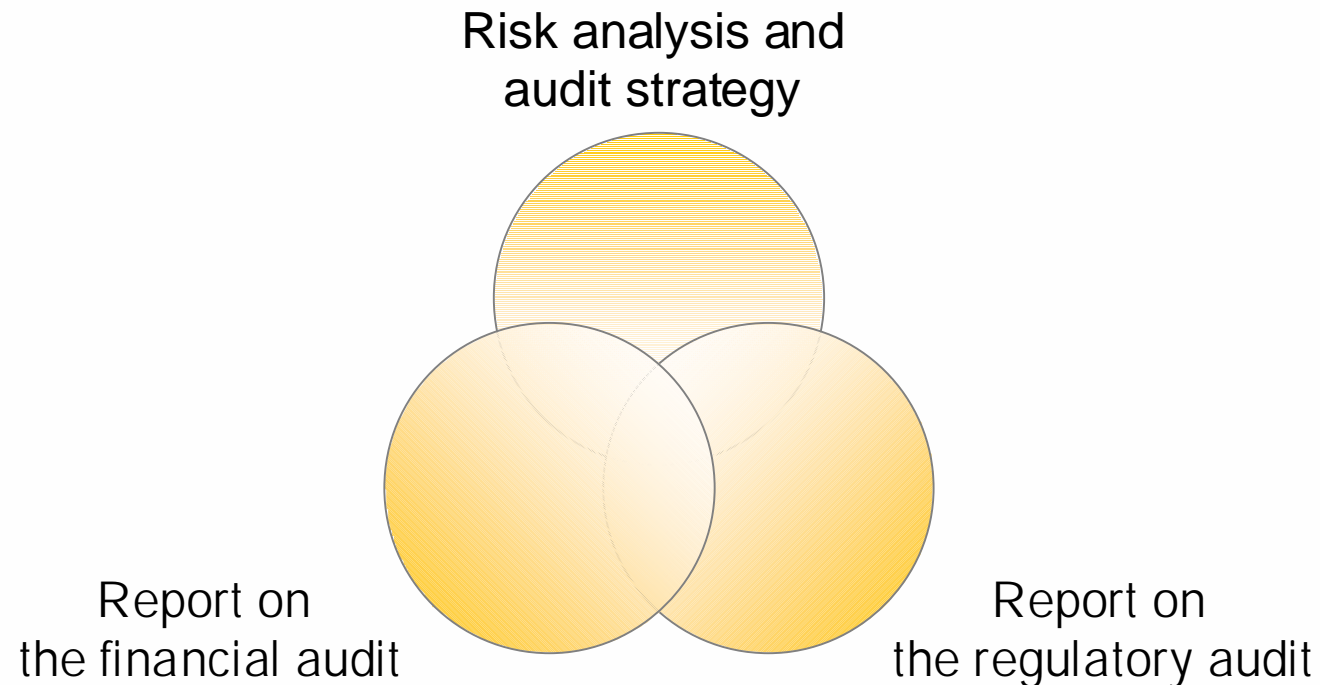 Risk analysis and
audit strategy
Report on
the financial audit
Report on
the regulatory audit